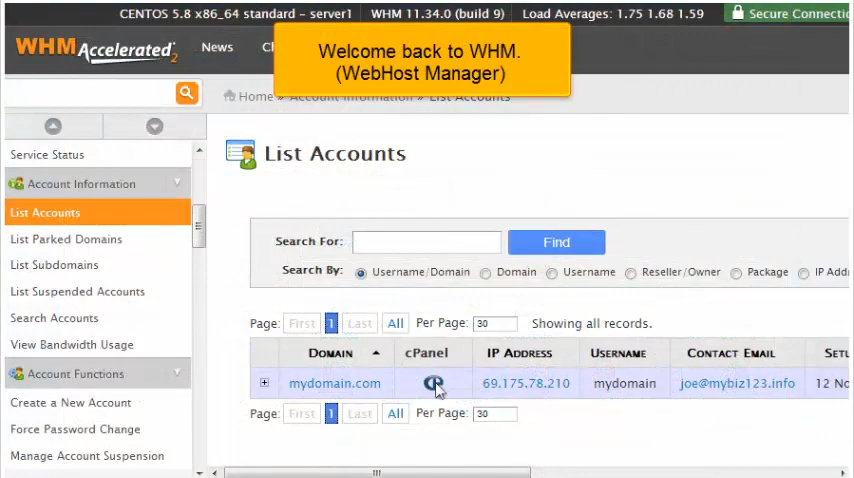 CENTOS 5.8 x86_64 standard – server1 WHM 11.34.0 (build 9) Load Averages: 1.75 1.68 1.59 Secure Connectio
WHM Accelerated 2 News
Welcome back to WHM.
(WebHost Manager)
Home » Account Information » List Accounts
Service Status
Account Information
List Accounts
List Parked Domains
List Subdomains
List Suspended Accounts
Search Accounts
View Bandwidth Usage
Account Functions
Create a New Account
Force Password Change
Manage Account Suspension
List Accounts
Search For: Find
Search By: Username/Domain Domain Username Reseller/Owner Package IP Addr
Page: First 1 Last All Per Page: 30 Showing all records.
DOMAIN cPanel IP ADDRESS USERNAME CONTACT EMAIL SETU
mydomain.com 69.175.78.210 mydomain joe@mybiz123.info 12 No
Page: First 1 Last All Per Page: 30